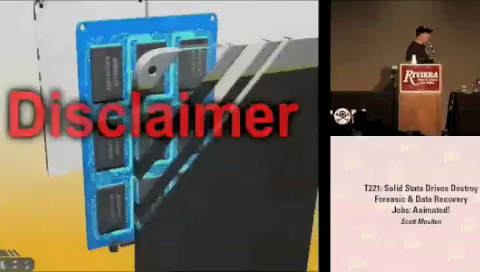 Disclaimer
RIVIERA
T221: Solid State Drives Destroy
Forensic & Data Recovery
Jobs: Animated!
Scott Moulton